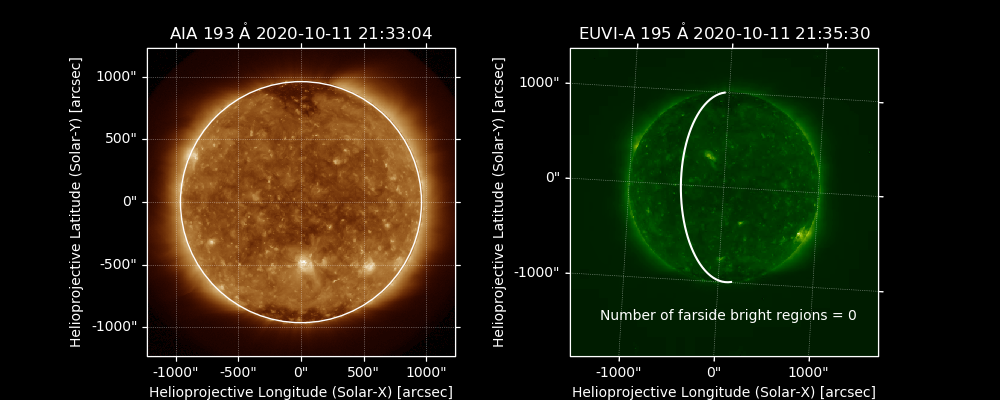 AIA 193 Å 2020-10-11 21:33:04
EUVI-A 195 Å 2020-10-11 21:35:30
Helioprojective Latitude (Solar-Y) [arcsec]
1000"
500"
0"
-500"
-1000"
-1000" -500" 0" 500" 1000"
Helioprojective Longitude (Solar-X) [arcsec]
Helioprojective Latitude (Solar-Y) [arcsec]
1000"
0"
-1000"
Number of farside bright regions = 0
-1000" 0" 1000"
Helioprojective Longitude (Solar-X) [arcsec]